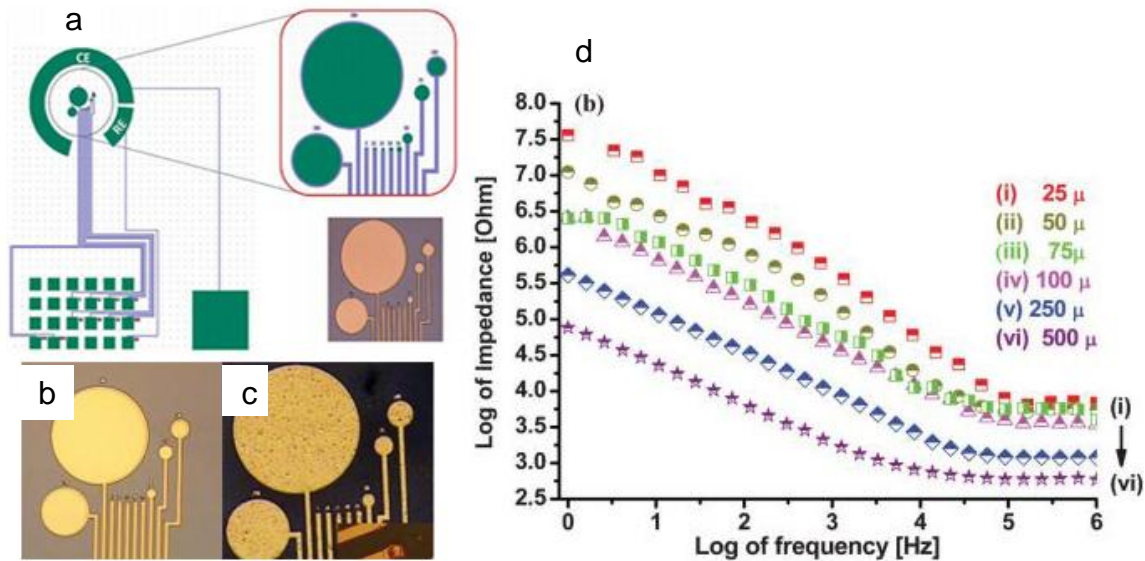 a
CE
RE
b
c
d
(b)
Log of Impedance [Ohm]
8.0
7.5
7.0
6.5
6.0
5.5
5.0
4.5
4.0
3.5
3.0
2.5
(i) 25 μ
(ii) 50 μ
(iii) 75μ
(iv) 100 μ
(v) 250 μ
(vi) 500 μ
(i)
(vi)
0 1 2 3 4 5 6
Log of frequency [Hz]